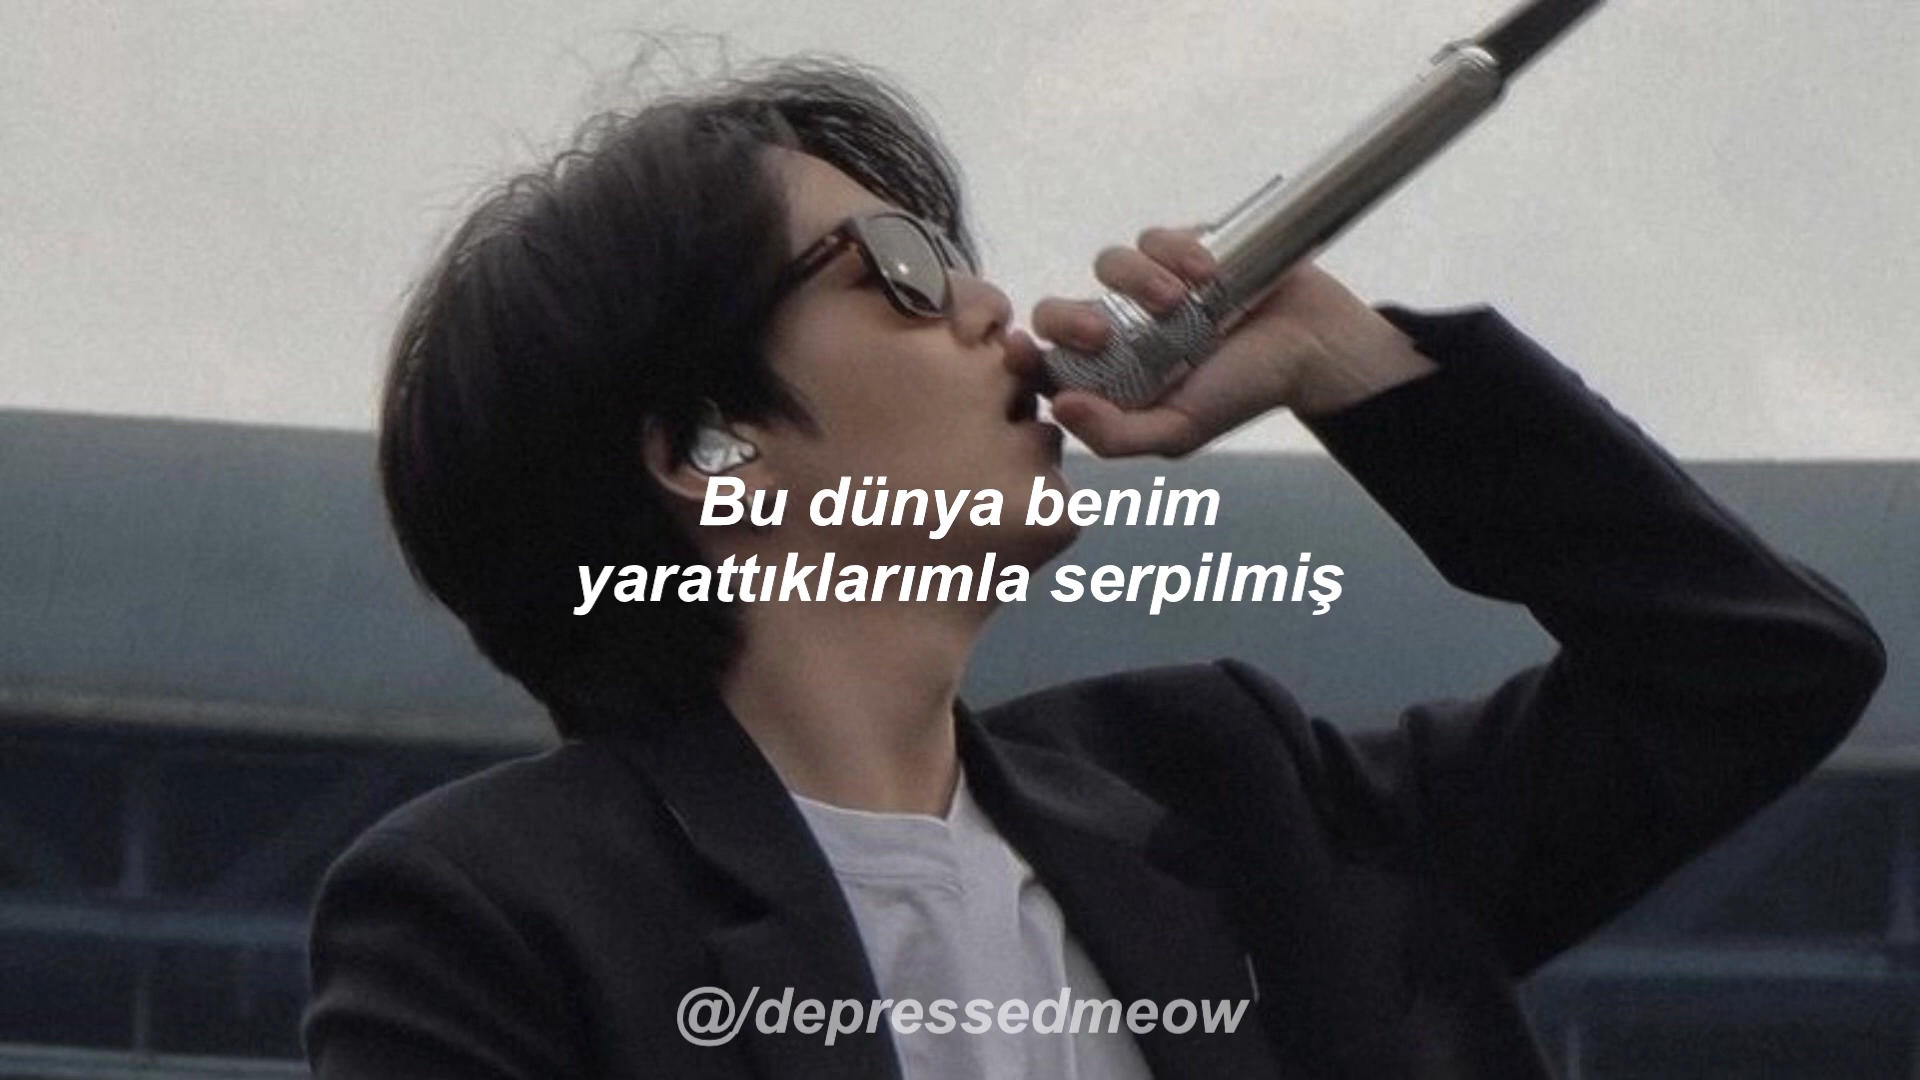 Bu dünya benim
yarattıklarımla serpilmiş
@/depressedmeow